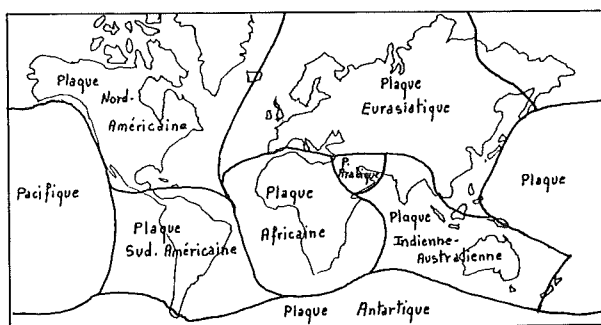 Plaque
Nord-
Américaine
Plaque
Eurasiatique
P.
Arabique
Pacifique
Plaque
Sud. Américaine
Plaque
Africaine
Plaque
Indienne-
Australienne
Plaque
Plaque Antartique